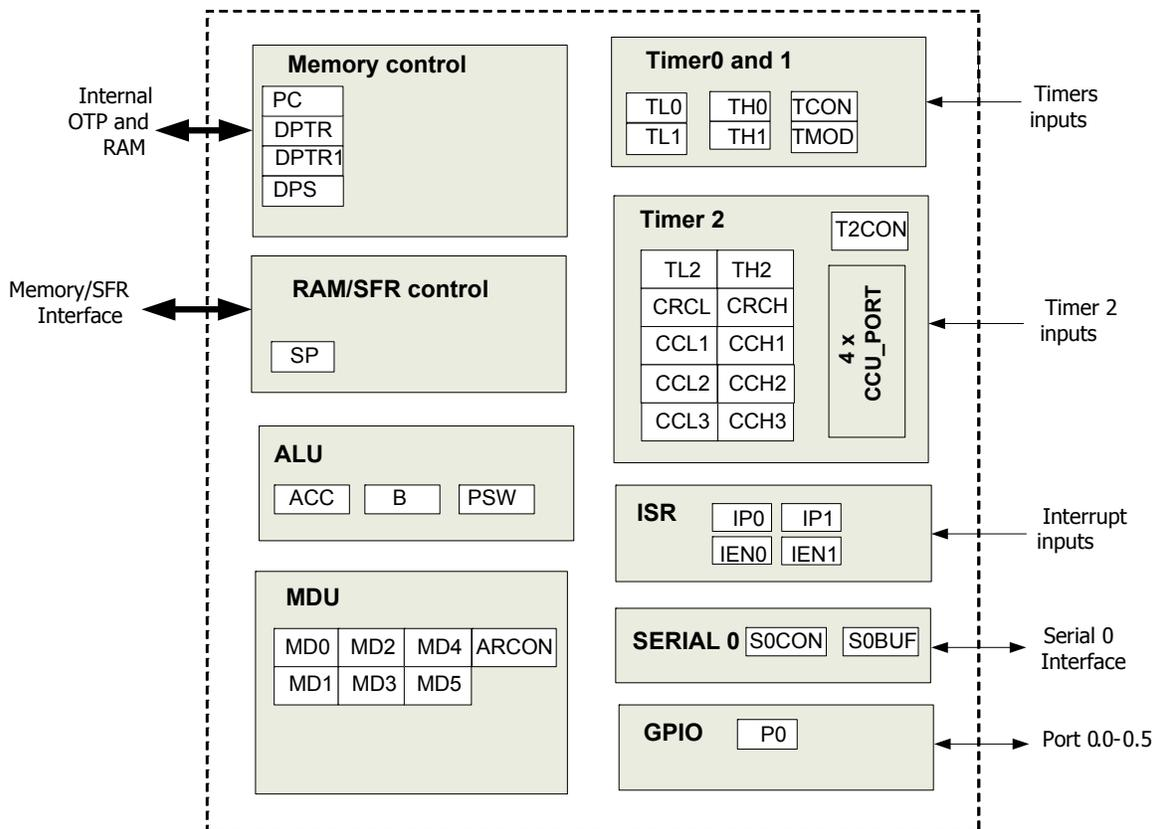 Memory control
PC
DPTR
DPTR1
DPS
Internal
OTP and
RAM
RAM/SFR control
SP
Memory/SFR
Interface
ALU
ACC B PSW
MDU
MD0 MD2 MD4 ARCON
MD1 MD3 MD5
Timer0 and 1
TL0 TH0 TCON
TL1 TH1 TMOD
Timers
inputs
Timer 2
T2CON
TL2 TH2
CRCL CRCH
CCL1 CCH1
CCL2 CCH2
CCL3 CCH3
4 x
CCU_PORT
Timer 2
inputs
ISR
IP0 IP1
IEN0 IEN1
Interrupt
inputs
SERIAL 0 S0CON S0BUF
Serial 0
Interface
GPIO P0
Port 0.0-0.5